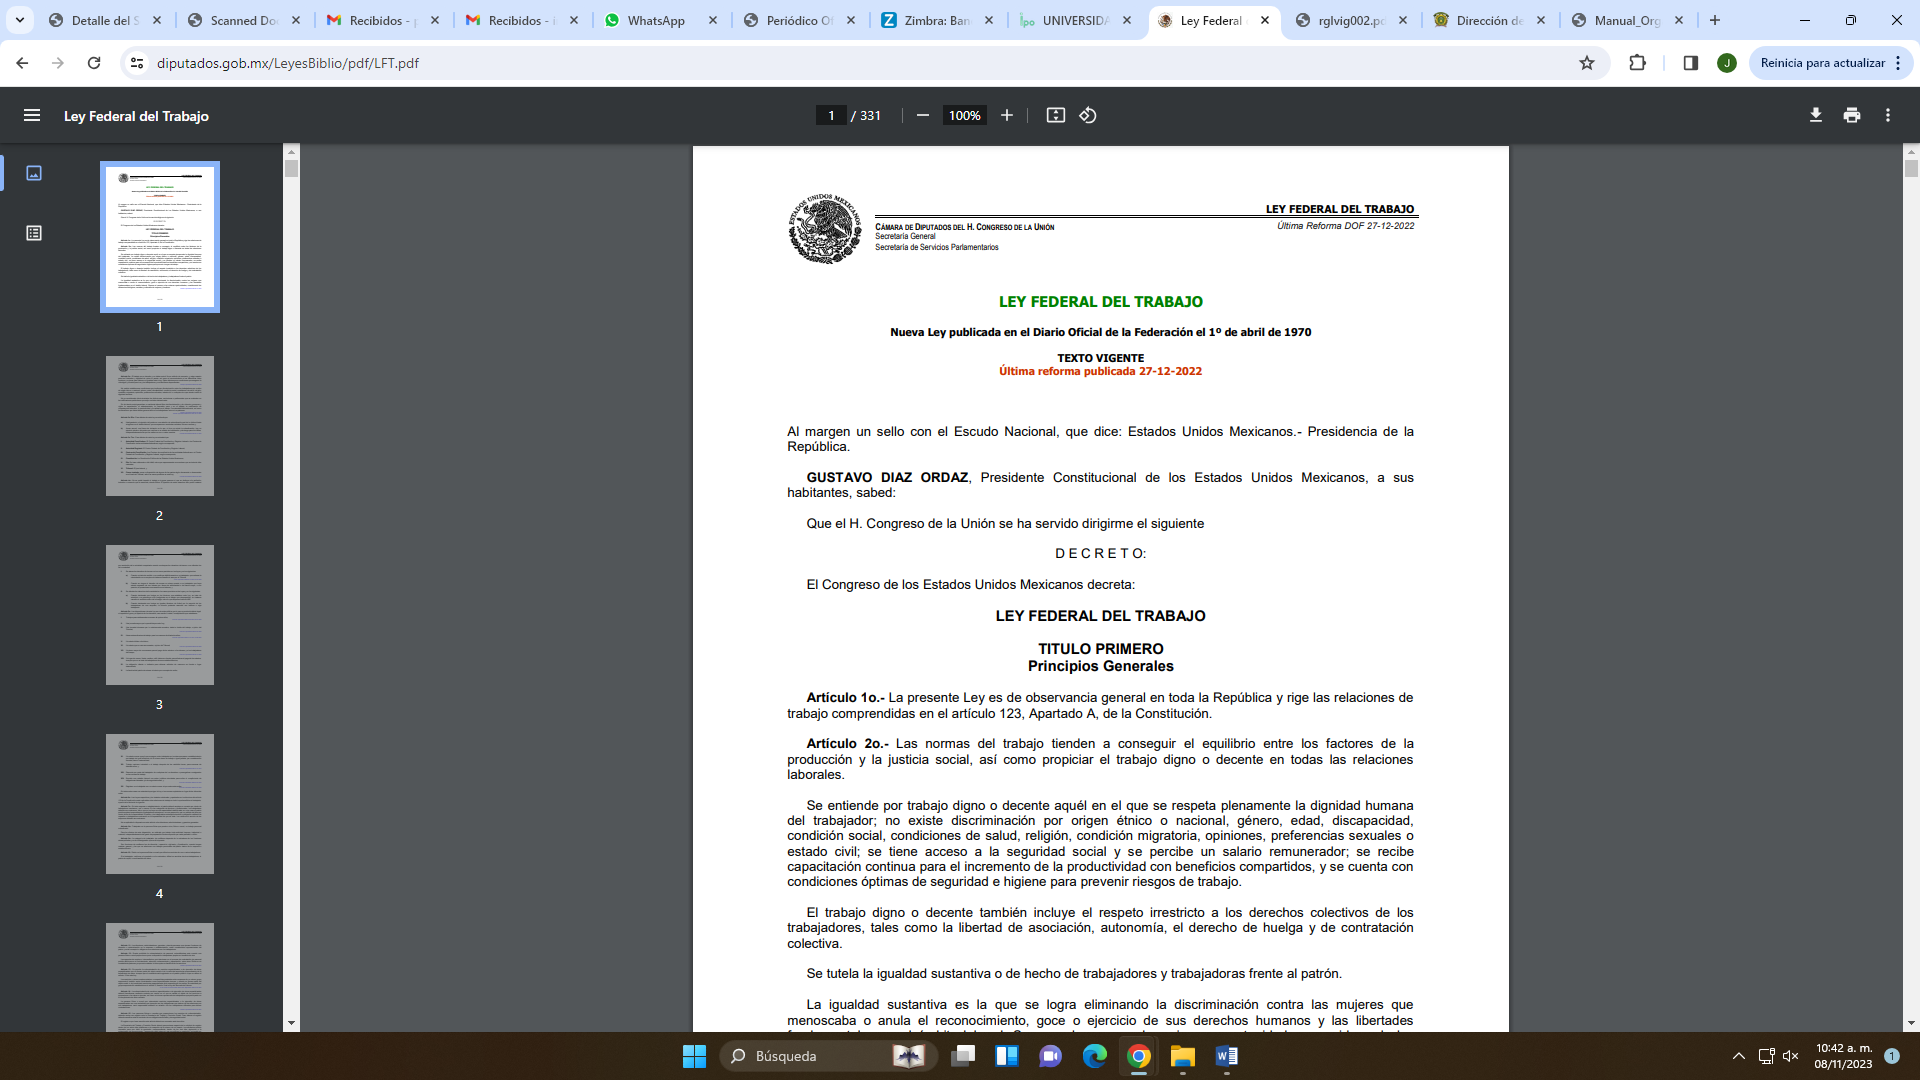 Detalle del S
Scanned Do
Recibidos - p
Recibidos - i
WhatsApp
Periódico O
Zimbra: Ban
UNIVERSIDA
Ley Federal
rglvig002.pd
Dirección de
Manual_Org
diputados.gob.mx/LeyesBiblio/pdf/LFT.pdf
J
Reinicia para actualizar
Ley Federal del Trabajo
1 / 331
100%
1
2
3
4
ESTADOS UNIDOS MEXICANOS
LEY FEDERAL DEL TRABAJO
CÁMARA DE DIPUTADOS DEL H. CONGRESO DE LA UNIÓN
Última Reforma DOF 27-12-2022
Secretaría General
Secretaría de Servicios Parlamentarios
LEY FEDERAL DEL TRABAJO
Nueva Ley publicada en el Diario Oficial de la Federación el 1º de abril de 1970
TEXTO VIGENTE
Última reforma publicada 27-12-2022
Al margen un sello con el Escudo Nacional, que dice: Estados Unidos Mexicanos.- Presidencia de la
República.
GUSTAVO DIAZ ORDAZ, Presidente Constitucional de los Estados Unidos Mexicanos, a sus
habitantes, sabed:
Que el H. Congreso de la Unión se ha servido dirigirme el siguiente
D E C R E T O:
El Congreso de los Estados Unidos Mexicanos decreta:
LEY FEDERAL DEL TRABAJO
TITULO PRIMERO
Principios Generales
Artículo 1o.- La presente Ley es de observancia general en toda la República y rige las relaciones de
trabajo comprendidas en el artículo 123, Apartado A, de la Constitución.
Artículo 2o.- Las normas del trabajo tienden a conseguir el equilibrio entre los factores de la
producción y la justicia social, así como propiciar el trabajo digno o decente en todas las relaciones
laborales.
Se entiende por trabajo digno o decente aquél en el que se respeta plenamente la dignidad humana
del trabajador; no existe discriminación por origen étnico o nacional, género, edad, discapacidad,
condición social, condiciones de salud, religión, condición migratoria, opiniones, preferencias sexuales o
estado civil; se tiene acceso a la seguridad social y se percibe un salario remunerador; se recibe
capacitación continua para el incremento de la productividad con beneficios compartidos, y se cuenta con
condiciones óptimas de seguridad e higiene para prevenir riesgos de trabajo.
El trabajo digno o decente también incluye el respeto irrestricto a los derechos colectivos de los
trabajadores, tales como la libertad de asociación, autonomía, el derecho de huelga y de contratación
colectiva.
Se tutela la igualdad sustantiva o de hecho de trabajadores y trabajadoras frente al patrón.
La igualdad sustantiva es la que se logra eliminando la discriminación contra las mujeres que
menoscaba o anula el reconocimiento, goce o ejercicio de sus derechos humanos y las libertades
Búsqueda
10:42 a. m.
08/11/2023
1